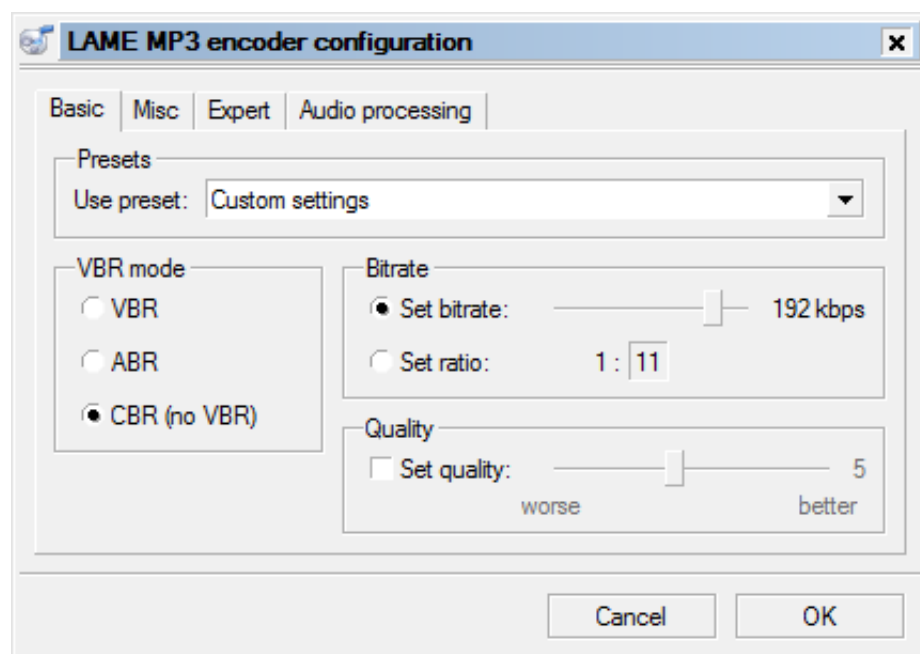 LAME MP3 encoder configuration
Basic Misc Expert Audio processing
Presets
Use preset: Custom settings
VBR mode
VBR
ABR
CBR (no VBR)
Bitrate
Set bitrate: 192 kbps
Set ratio: 1 : 11
Quality
Set quality: 5
worse better
Cancel OK